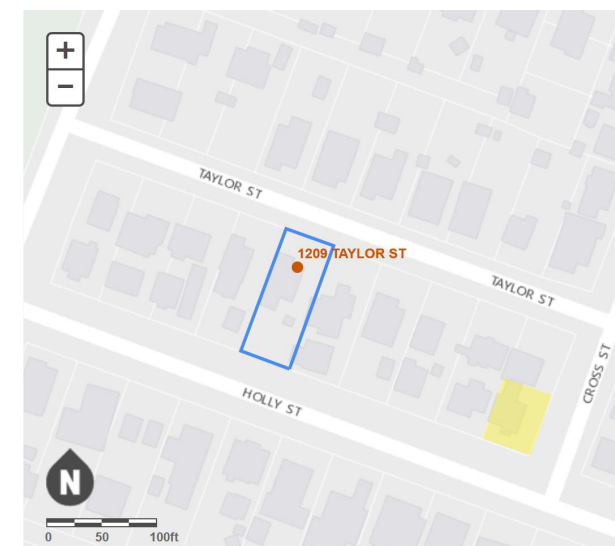 +
−
TAYLOR ST
1209 TAYLOR ST
TAYLOR ST
CROSS ST
HOLLY ST
N
0 50 100ft